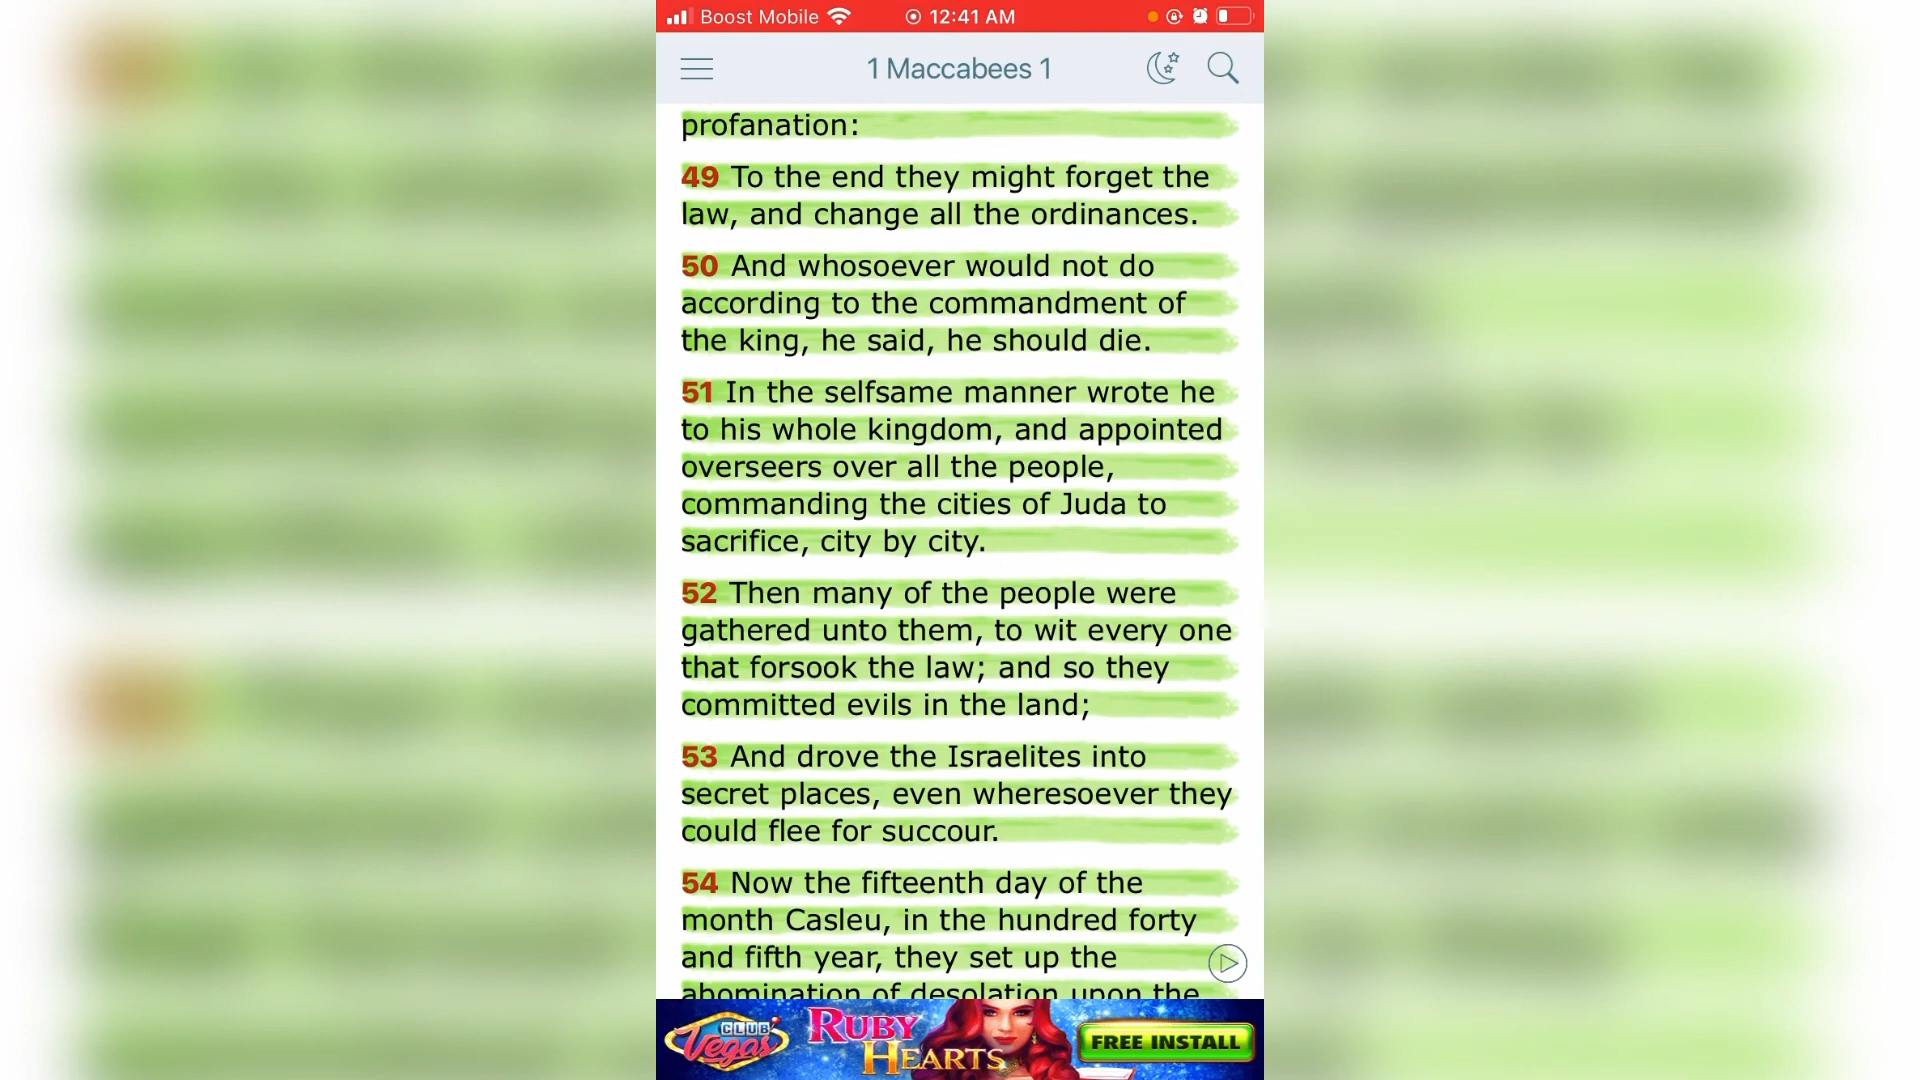 Boost Mobile 12:41 AM
1 Maccabees 1
profanation:
49 To the end they might forget the
law, and change all the ordinances.
50 And whosoever would not do
according to the commandment of
the king, he said, he should die.
51 In the selfsame manner wrote he
to his whole kingdom, and appointed
overseers over all the people,
commanding the cities of Juda to
sacrifice, city by city.
52 Then many of the people were
gathered unto them, to wit every one
that forsook the law; and so they
committed evils in the land;
53 And drove the Israelites into
secret places, even wheresoever they
could flee for succour.
54 Now the fifteenth day of the
month Casleu, in the hundred forty
and fifth year, they set up the
abomination of desolation upon the
CLUB
Vegas
RUBY
HEARTS
FREE INSTALL